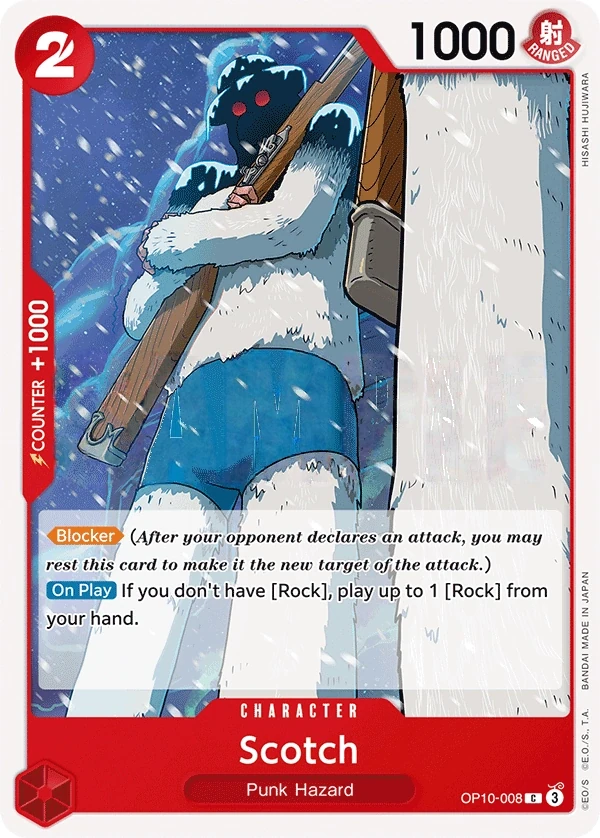 2
1000
射
RANGED
HISASHI HUJIWARA
COUNTER +1000
Blocker (After your opponent declares an attack, you may
rest this card to make it the new target of the attack.)
On Play If you don't have [Rock], play up to 1 [Rock] from
your hand.
CHARACTER
Scotch
Punk Hazard
OP10-008 C 3
©EO/S ©E.O./S., T.A. BANDAI MADE IN JAPAN